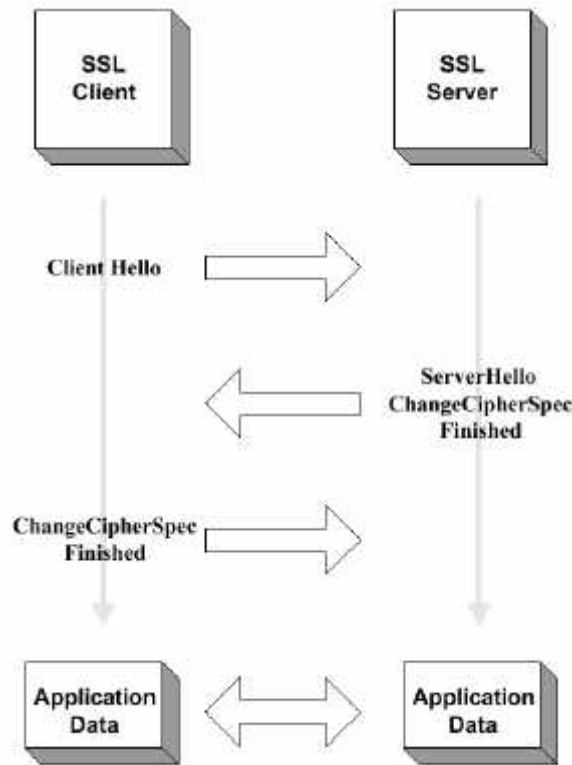 SSL
Client
SSL
Server
Client Hello
ServerHello
ChangeCipherSpec
Finished
ChangeCipherSpec
Finished
Application
Data
Application
Data